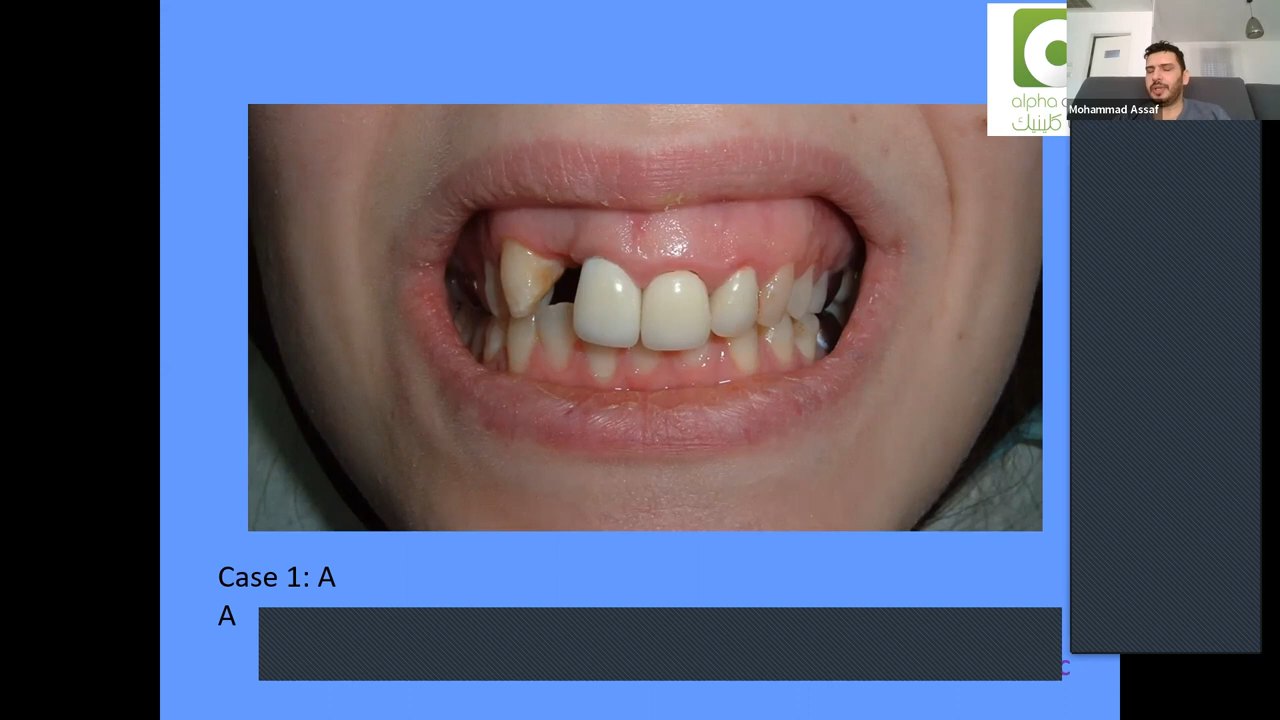 alpha
كلينيك
Mohammad Assaf
Case 1: A
A
c